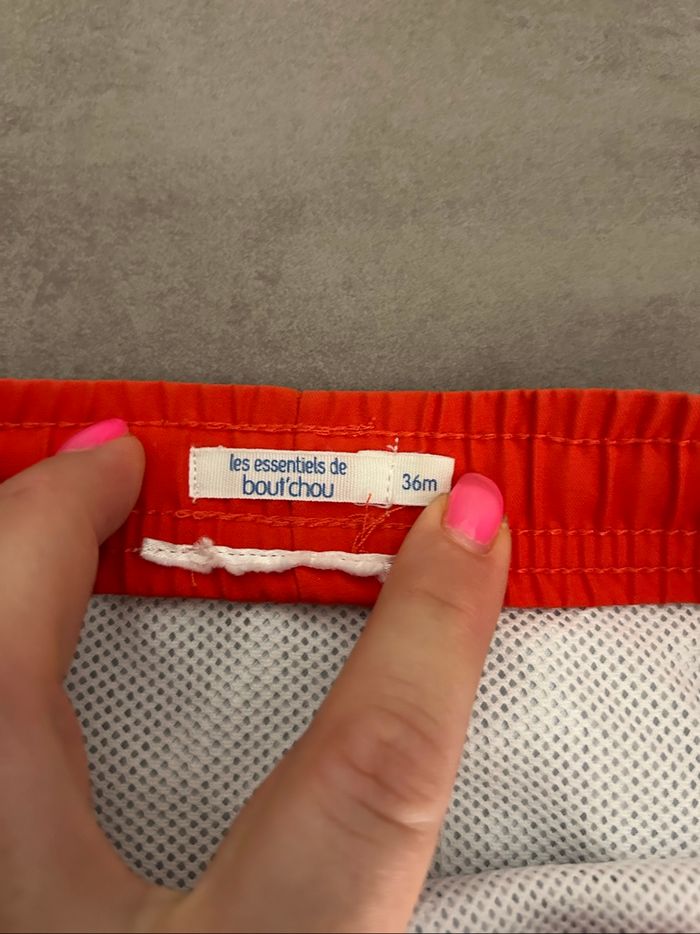 les essentiels de
bout'chou
36m